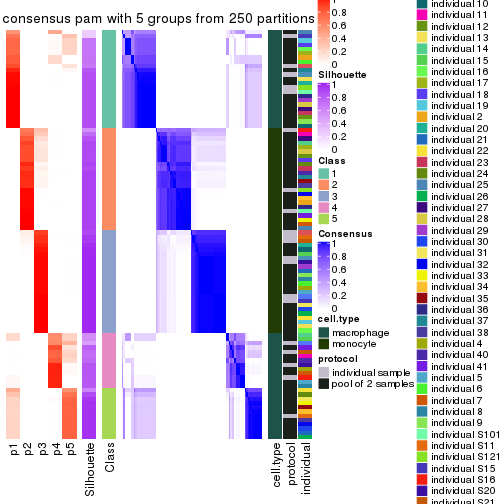 consensus pam with 5 groups from 250 partitions
p1
p2
p3
p4
p5
Silhouette
Class
cell.type
protocol
individual
0.8
0.6
0.4
0.2
0
Silhouette
1
0.8
0.6
0.4
0.2
0
Class
1
2
3
4
5
Consensus
1
0.8
0.6
0.4
0.2
0
cell.type
macrophage
monocyte
protocol
individual sample
pool of 2 samples
individual 10
individual 11
individual 12
individual 13
individual 14
individual 15
individual 16
individual 17
individual 18
individual 19
individual 2
individual 20
individual 21
individual 22
individual 23
individual 24
individual 25
individual 26
individual 27
individual 28
individual 29
individual 30
individual 31
individual 32
individual 33
individual 34
individual 35
individual 36
individual 37
individual 38
individual 4
individual 40
individual 41
individual 5
individual 6
individual 7
individual 8
individual 9
individual S101
individual S11
individual S121
individual S15
individual S16
individual S20
individual S21